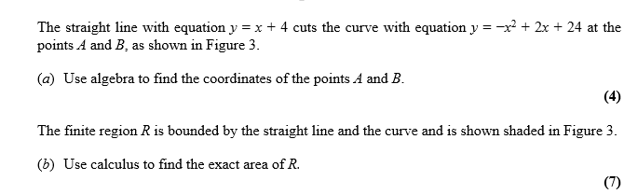 The straight line with equation y = x + 4 cuts the curve with equation y = −x² + 2x + 24 at the
points A and B, as shown in Figure 3.
(a) Use algebra to find the coordinates of the points A and B.
(4)
The finite region R is bounded by the straight line and the curve and is shown shaded in Figure 3.
(b) Use calculus to find the exact area of R.
(7)